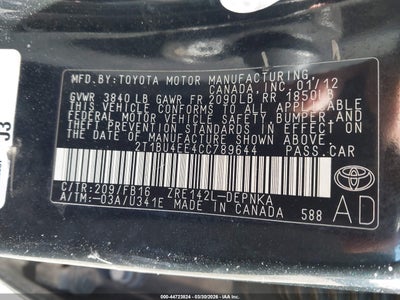 MFD.BY:TOYOTA MOTOR MANUFACTURING,
CANADA, INC. 01/12
GVWR 3840 LB GAWR FR 2090LB RR 1850LB
THIS VEHICLE CONFORMS TO ALL APPLICABLE
FEDERAL MOTOR VEHICLE SAFETY, BUMPER, AND
THEFT PREVENTION STANDARDS IN EFFECT ON THE
DATE OF MANUFACTURE SHOWN ABOVE.
2T1BU4EE4CC789644 PASS.CAR
C/TR:209/FB16 ZRE142L-DEPNKA
A/TM:-03A/U341E MADE IN CANADA 588
TOYOTA
AD
J3
000-44723824 - 03/30/2026 - IAA